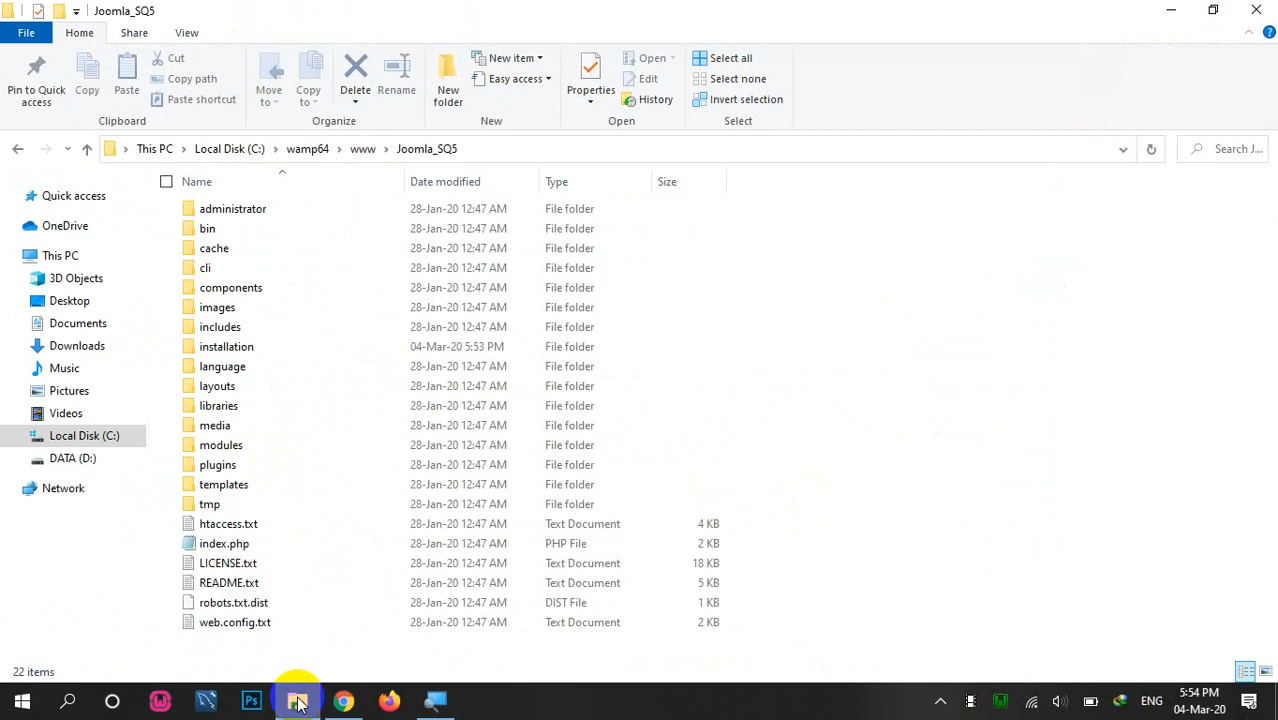 Joomla_SQ5
File Home Share View
Pin to Quick access
Copy
Paste
Cut
Copy path
Paste shortcut
Clipboard
Move to
Copy to
Delete
Rename
Organize
New folder
New item
Easy access
New
Properties
Open
Edit
History
Open
Select all
Select none
Invert selection
Select
This PC Local Disk (C:) wamp64 www Joomla_SQ5
Search J...
Quick access
OneDrive
This PC
3D Objects
Desktop
Documents
Downloads
Music
Pictures
Videos
Local Disk (C:)
DATA (D:)
Network
Name Date modified Type Size
administrator 28-Jan-20 12:47 AM File folder
bin 28-Jan-20 12:47 AM File folder
cache 28-Jan-20 12:47 AM File folder
cli 28-Jan-20 12:47 AM File folder
components 28-Jan-20 12:47 AM File folder
images 28-Jan-20 12:47 AM File folder
includes 28-Jan-20 12:47 AM File folder
installation 04-Mar-20 5:53 PM File folder
language 28-Jan-20 12:47 AM File folder
layouts 28-Jan-20 12:47 AM File folder
libraries 28-Jan-20 12:47 AM File folder
media 28-Jan-20 12:47 AM File folder
modules 28-Jan-20 12:47 AM File folder
plugins 28-Jan-20 12:47 AM File folder
templates 28-Jan-20 12:47 AM File folder
tmp 28-Jan-20 12:47 AM File folder
htaccess.txt 28-Jan-20 12:47 AM Text Document 4 KB
index.php 28-Jan-20 12:47 AM PHP File 2 KB
LICENSE.txt 28-Jan-20 12:47 AM Text Document 18 KB
README.txt 28-Jan-20 12:47 AM Text Document 5 KB
robots.txt.dist 28-Jan-20 12:47 AM DIST File 1 KB
web.config.txt 28-Jan-20 12:47 AM Text Document 2 KB
22 items
Ps
ENG
5:54 PM
04-Mar-20